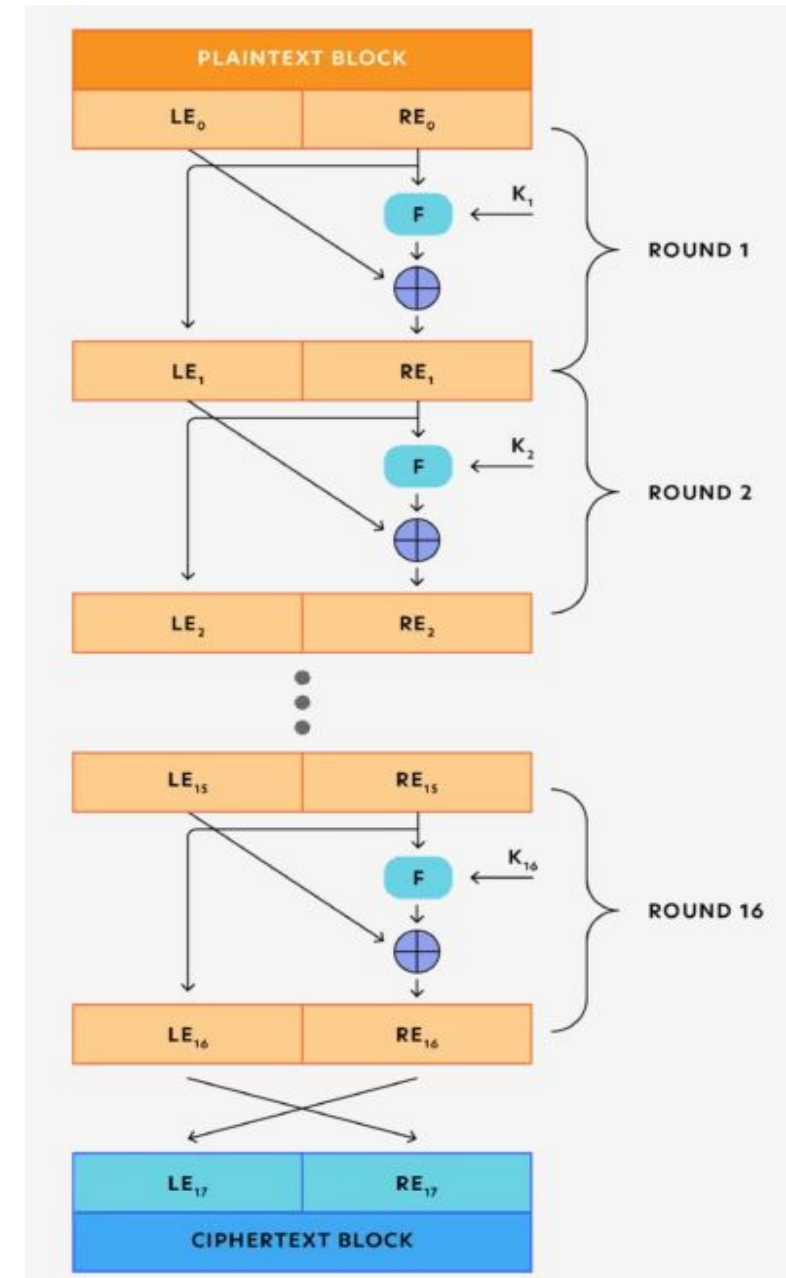 PLAINTEXT BLOCK
LE₀ RE₀
K₁
F
ROUND 1
LE₁ RE₁
K₂
F
ROUND 2
LE₂ RE₂
LE₁₅ RE₁₅
K₁₆
F
ROUND 16
LE₁₆ RE₁₆
LE₁₇ RE₁₇
CIPHERTEXT BLOCK